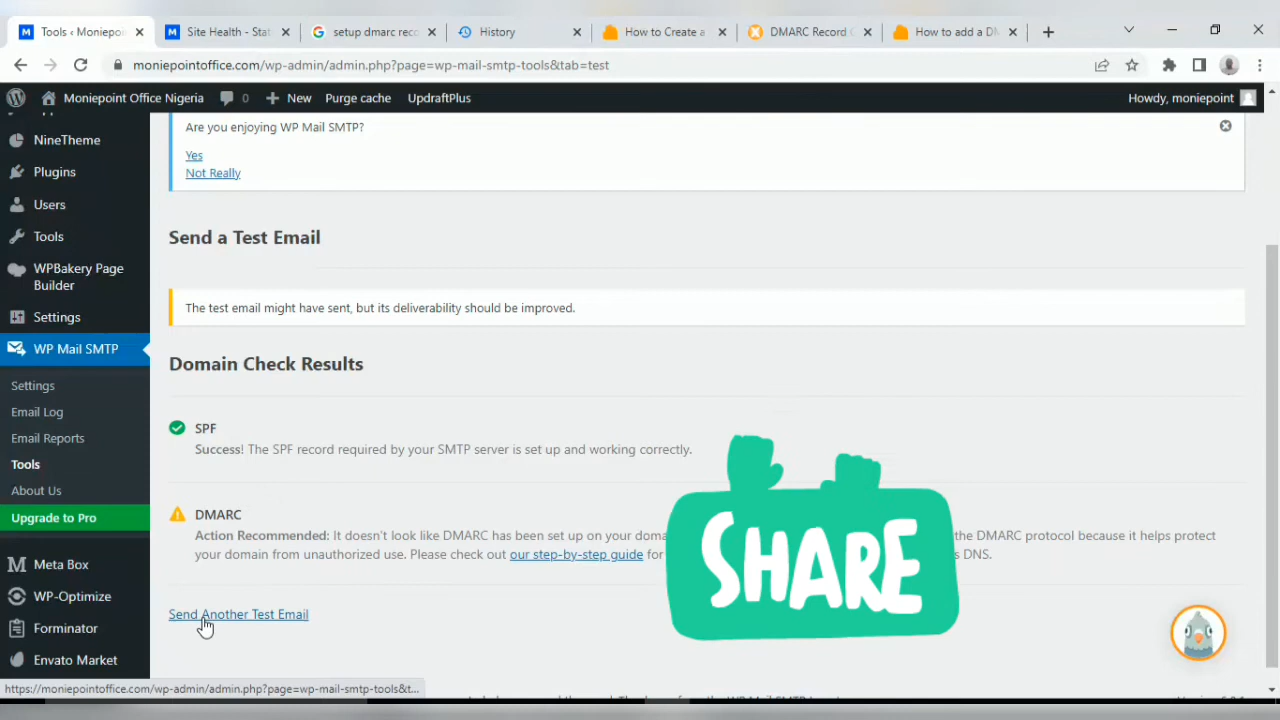 Tools ‹ Moniepo
Site Health - Stat
setup dmarc reco
History
How to Create a
DMARC Record C
How to add a DM
moniepointoffice.com/wp-admin/admin.php?page=wp-mail-smtp-tools&tab=test
Moniepoint Office Nigeria
0
New
Purge cache
UpdraftPlus
Howdy, moniepoint
NineTheme
Plugins
Users
Tools
WPBakery Page
Builder
Settings
WP Mail SMTP
Settings
Email Log
Email Reports
Tools
About Us
Upgrade to Pro
Meta Box
WP-Optimize
Forminator
Envato Market
Are you enjoying WP Mail SMTP?
Yes
Not Really
Send a Test Email
The test email might have sent, but its deliverability should be improved.
Domain Check Results
SPF
Success! The SPF record required by your SMTP server is set up and working correctly.
DMARC
Action Recommended: It doesn't look like DMARC has been set up on your doma the DMARC protocol because it helps protect
your domain from unauthorized use. Please check out our step-by-step guide for DNS.
SHARE
Send Another Test Email
https://moniepointoffice.com/wp-admin/admin.php?page=wp-mail-smtp-tools&t...